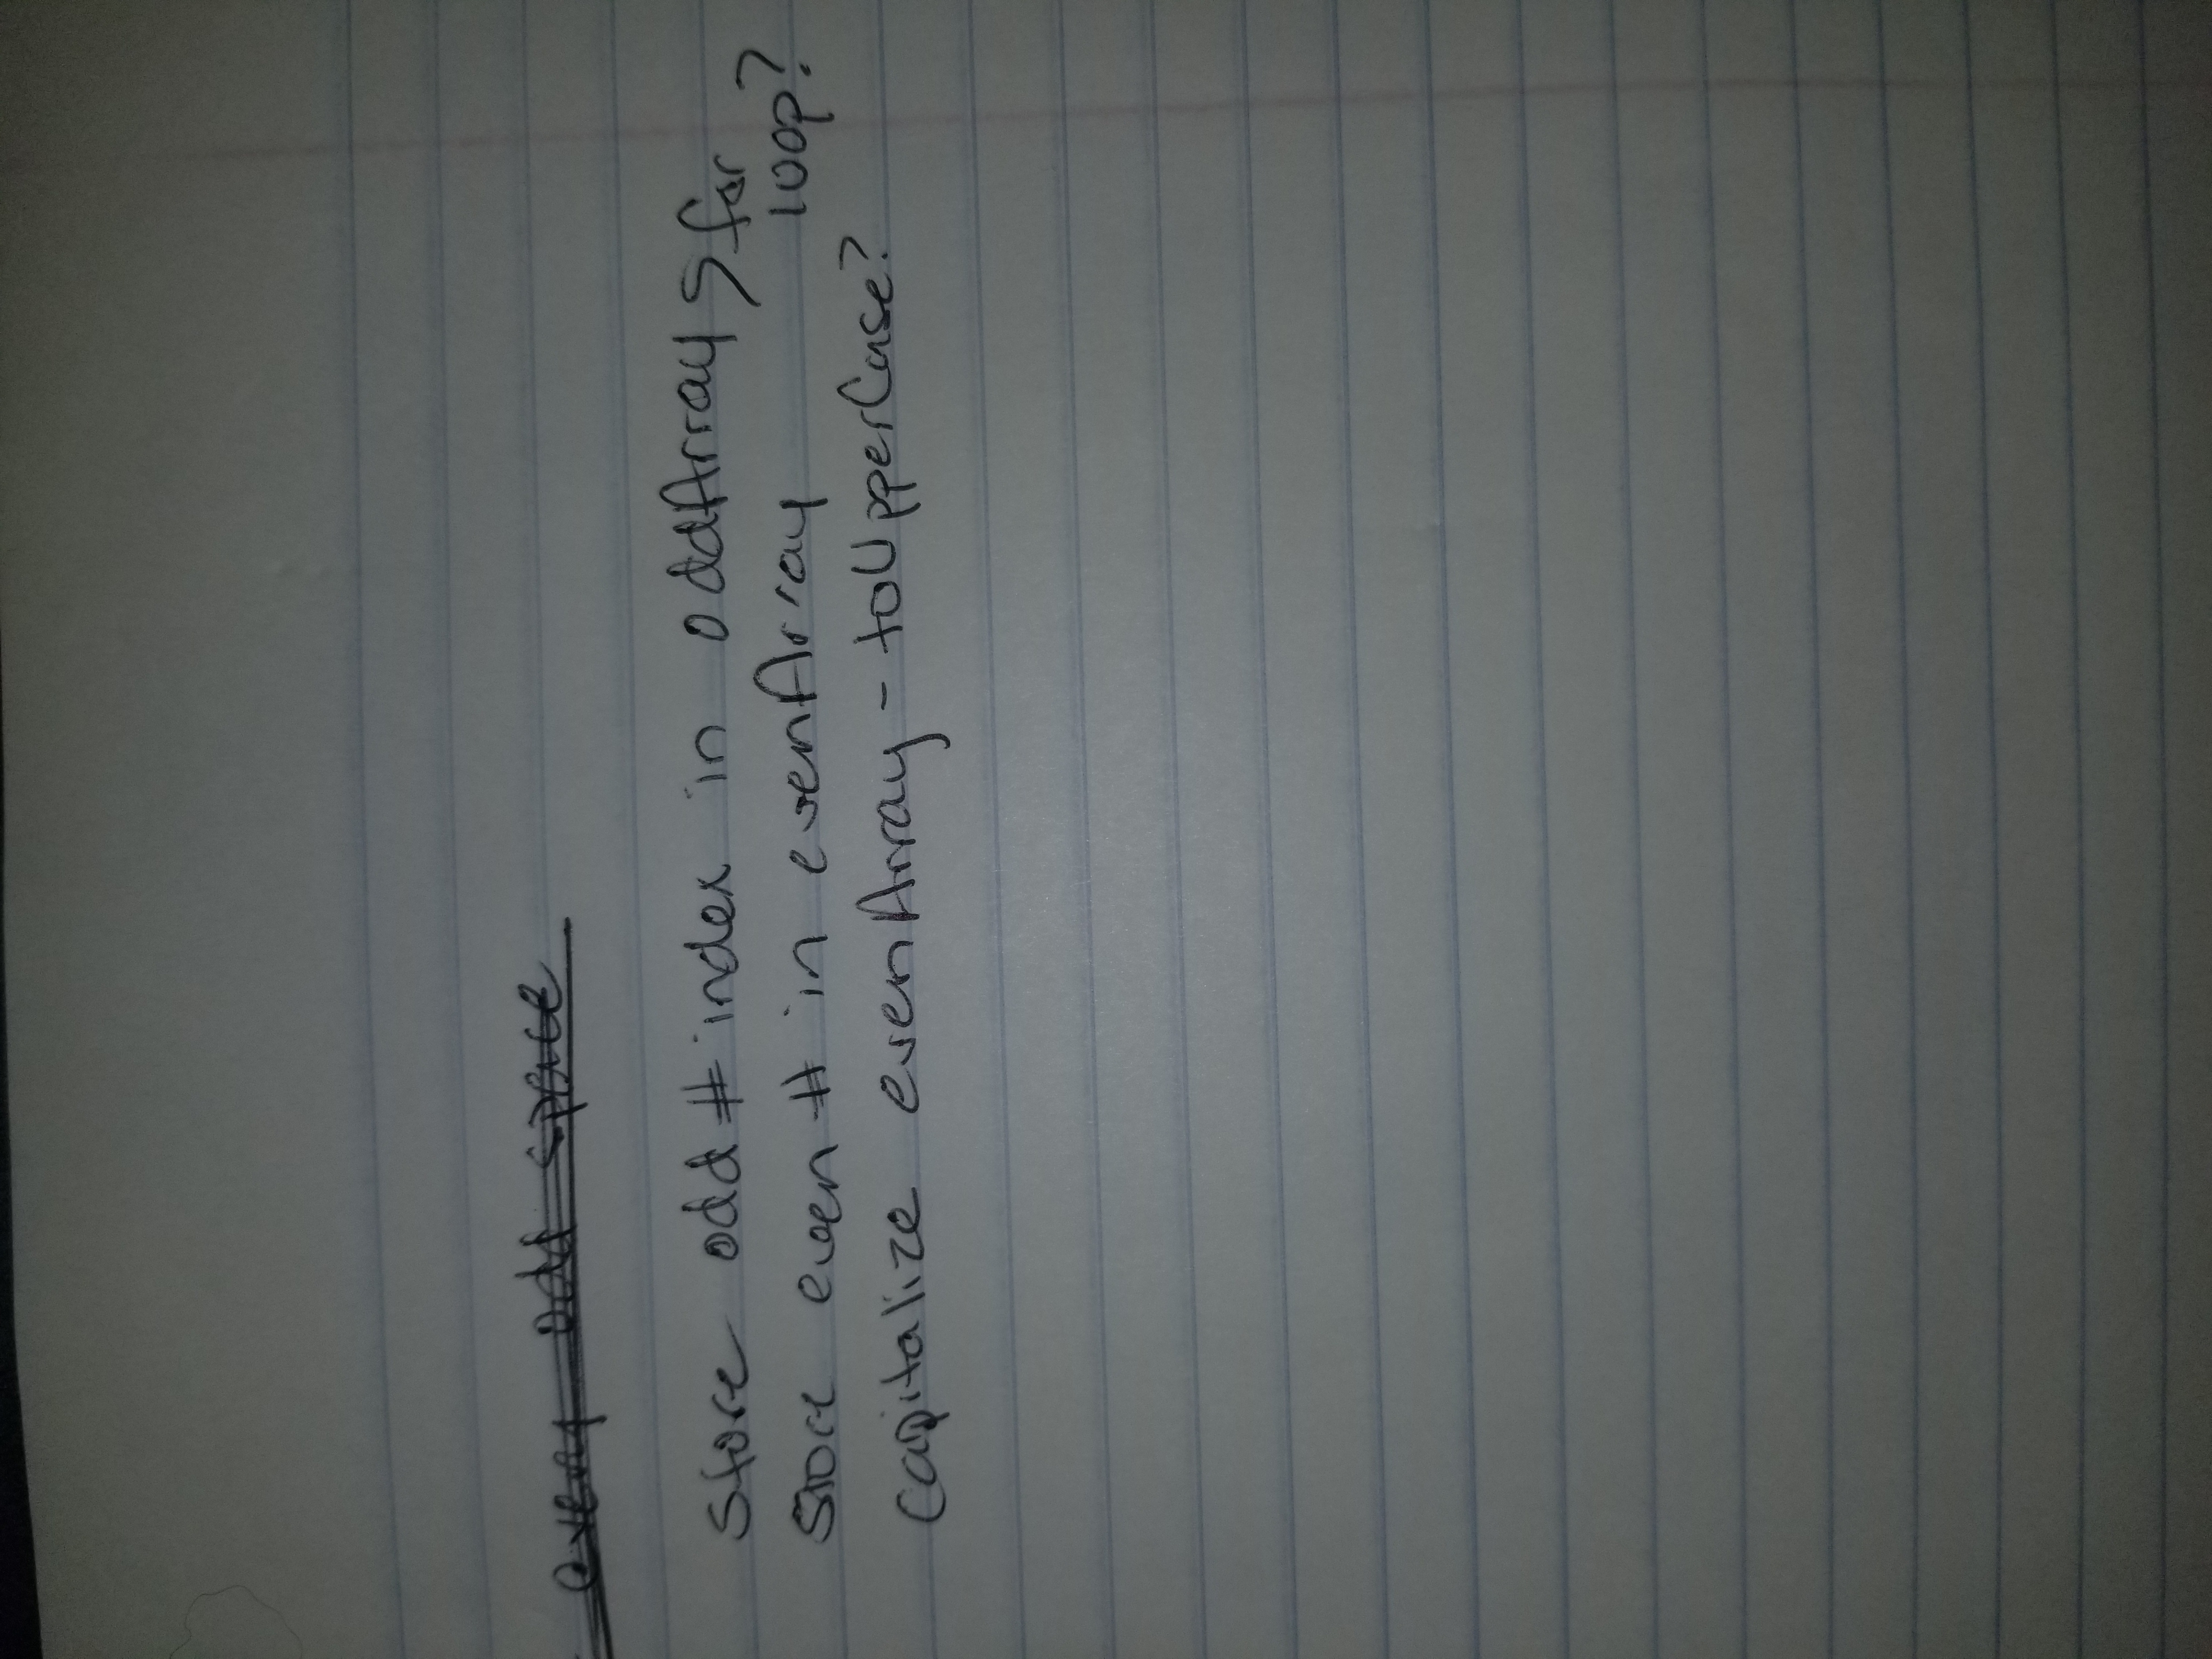 every odd space
Store odd # index in oddArray > for
loop?
Store even # in evenArray
capitalize evenArray - toUpperCase?